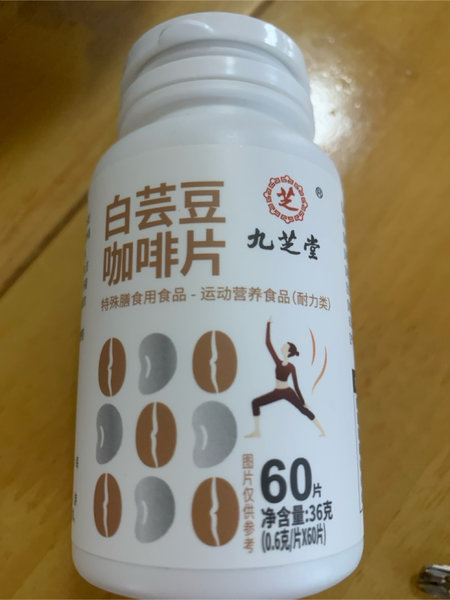 白芸豆
咖啡片
芝
®
九芝堂
特殊膳食用食品 - 运动营养食品(耐力类)
图片仅供参考
60片
净含量:36克
(0.6克/片X60片)